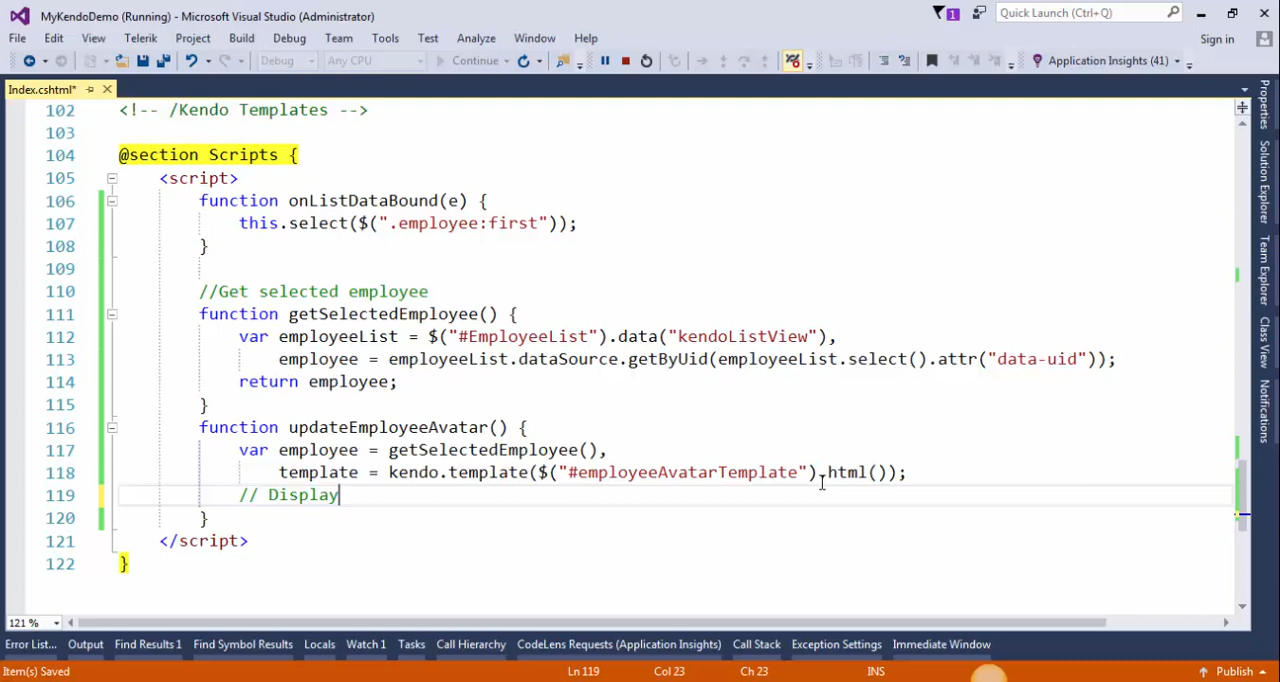 MyKendoDemo (Running) - Microsoft Visual Studio (Administrator)
1
Quick Launch (Ctrl+Q)
File Edit View Telerik Project Build Debug Team Tools Test Analyze Window Help
Sign in
Debug Any CPU Continue Application Insights (41)
Index.cshtml*
102 <!-- /Kendo Templates -->
103
104 @section Scripts {
105 <script>
106 function onListDataBound(e) {
107 this.select($(".employee:first"));
108 }
109
110 //Get selected employee
111 function getSelectedEmployee() {
112 var employeeList = $("#EmployeeList").data("kendoListView"),
113 employee = employeeList.dataSource.getByUid(employeeList.select().attr("data-uid"));
114 return employee;
115 }
116 function updateEmployeeAvatar() {
117 var employee = getSelectedEmployee(),
118 template = kendo.template($("#employeeAvatarTemplate").html());
119 // Display
120 }
121 </script>
122 }
Properties
Solution Explorer
Team Explorer
Class View
Notifications
121 %
Error List... Output Find Results 1 Find Symbol Results Locals Watch 1 Tasks Call Hierarchy CodeLens Requests (Application Insights) Call Stack Exception Settings Immediate Window
Item(s) Saved Ln 119 Col 23 Ch 23 INS Publish